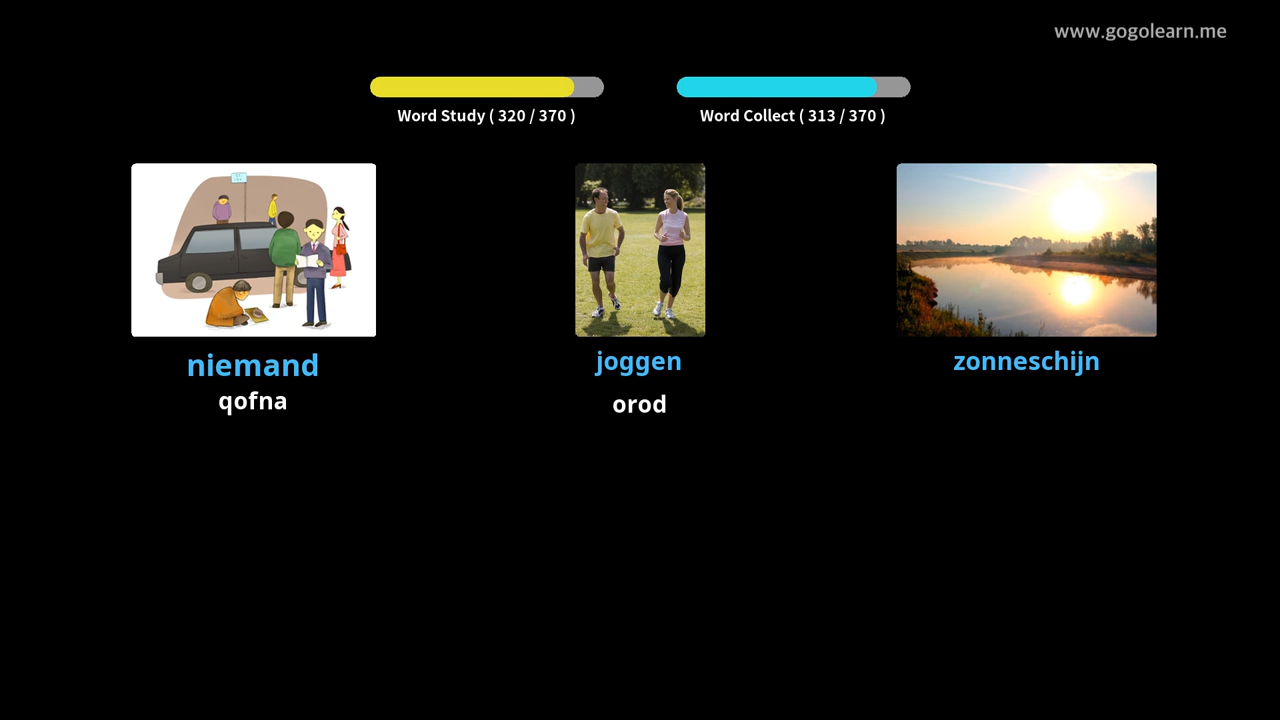 www.gogolearn.me
Word Study ( 320 / 370 )
Word Collect ( 313 / 370 )
niemand
qofna
joggen
orod
zonneschijn